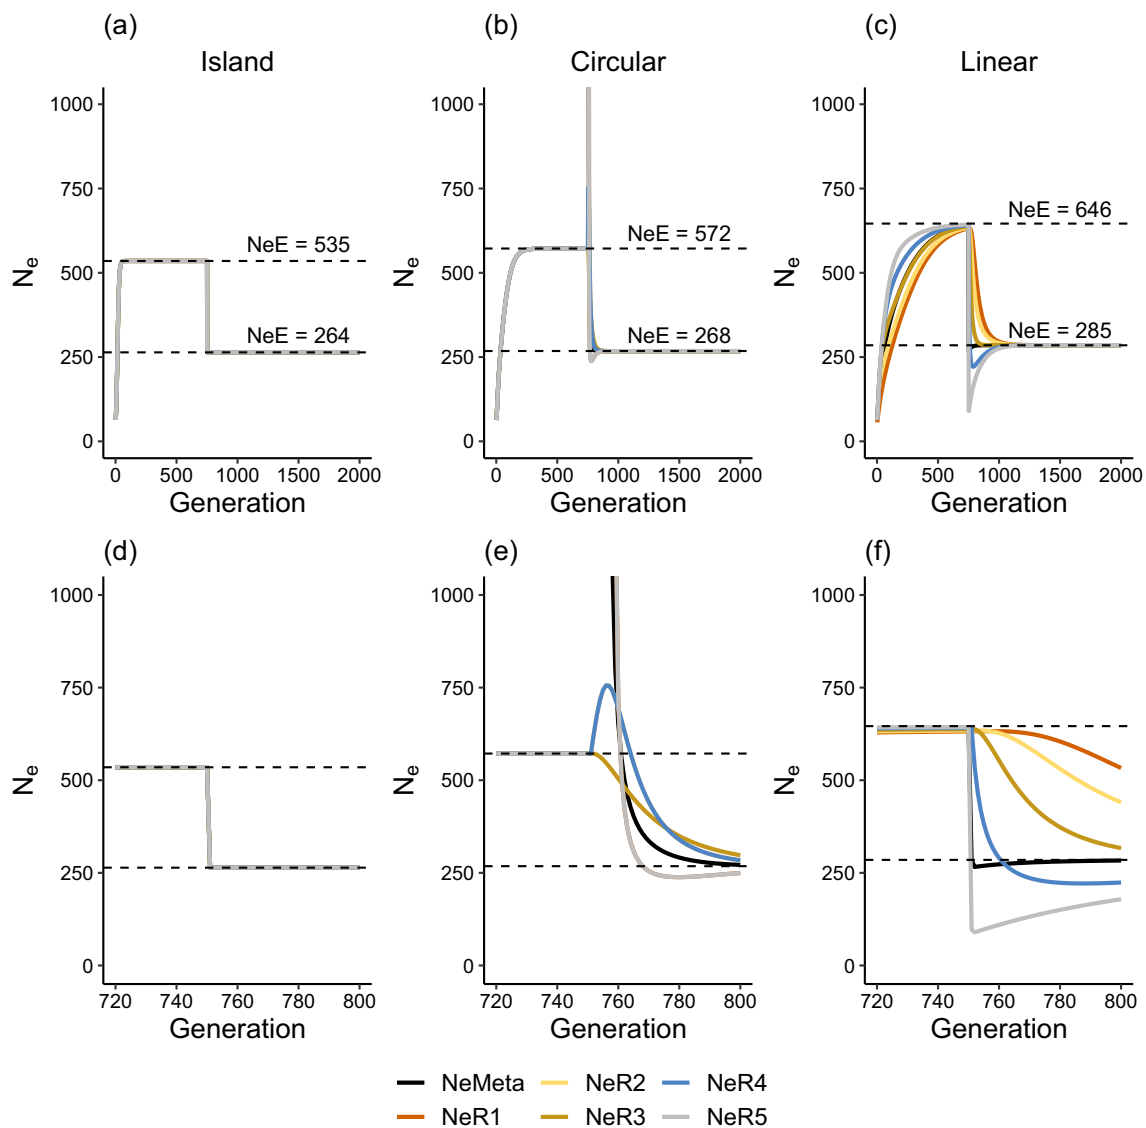 (a) (b) (c)
Island Circular Linear
1000 1000 1000
750 750 750
NeE = 535 NeE = 572 NeE = 646
500 500 500
NeE = 264 NeE = 268 NeE = 285
250 250 250
0 0 0
Ne Ne Ne
0 500 1000 1500 2000 0 500 1000 1500 2000 0 500 1000 1500 2000
Generation Generation Generation
(d) (e) (f)
1000 1000 1000
750 750 750
500 500 500
250 250 250
0 0 0
Ne Ne Ne
720 740 760 780 800 720 740 760 780 800 720 740 760 780 800
Generation Generation Generation
NeMeta NeR2 NeR4
NeR1 NeR3 NeR5